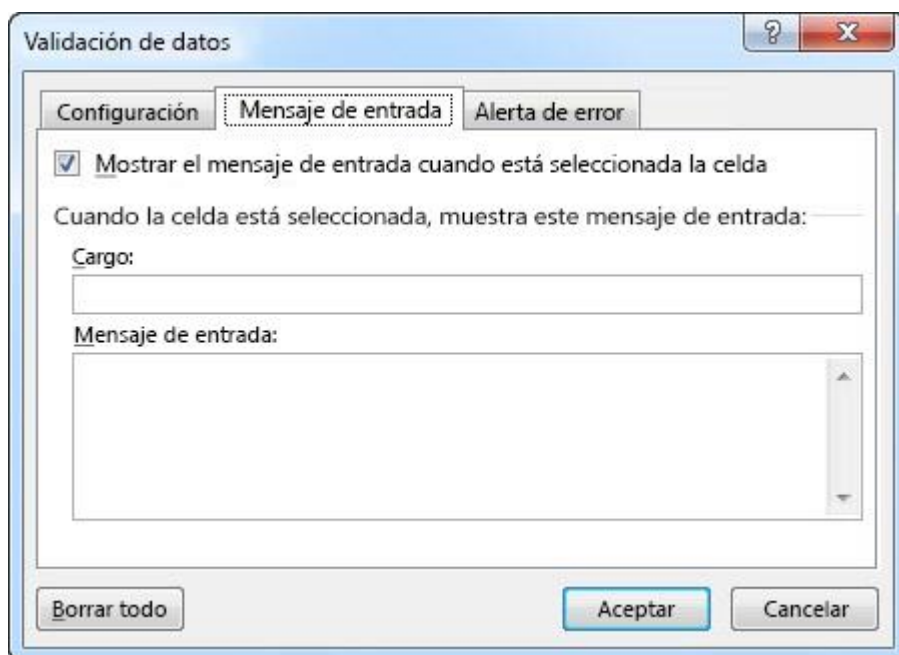 Validación de datos
Configuración Mensaje de entrada Alerta de error
Mostrar el mensaje de entrada cuando está seleccionada la celda
Cuando la celda está seleccionada, muestra este mensaje de entrada:
Cargo:
Mensaje de entrada:
Borrar todo Aceptar Cancelar